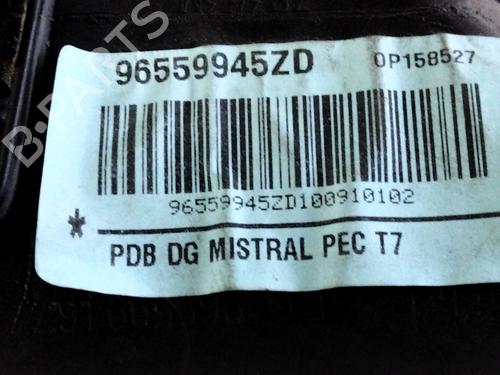 96559945ZD OP158527
96559945ZD100910102
* PDB DG MISTRAL PEC T7
B-PARTS